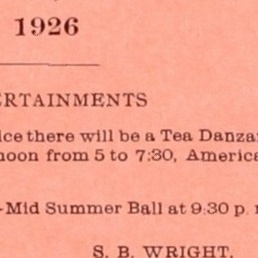 1926
ERTAINMENTS
ice there will be a Tea Danza
noon from 5 to 7:30, America
-Mid Summer Ball at 9:30 p.
S. B. WRIGHT,